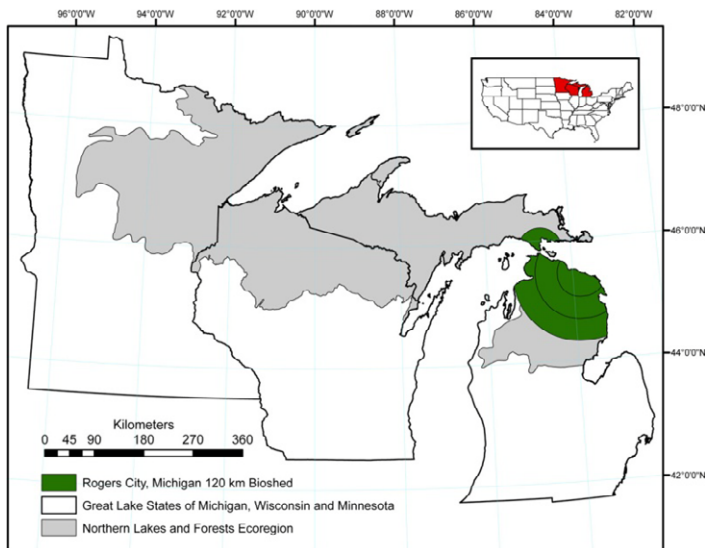 96°0'0"W 94°0'0"W 92°0'0"W 90°0'0"W 88°0'0"W 86°0'0"W 84°0'0"W 82°0'0"W
48°0'0"N
46°0'0"N
44°0'0"N
42°0'0"N
Kilometers
0 45 90 180 270 360
Rogers City, Michigan 120 km Bioshed
Great Lake States of Michigan, Wisconsin and Minnesota
Northern Lakes and Forests Ecoregion